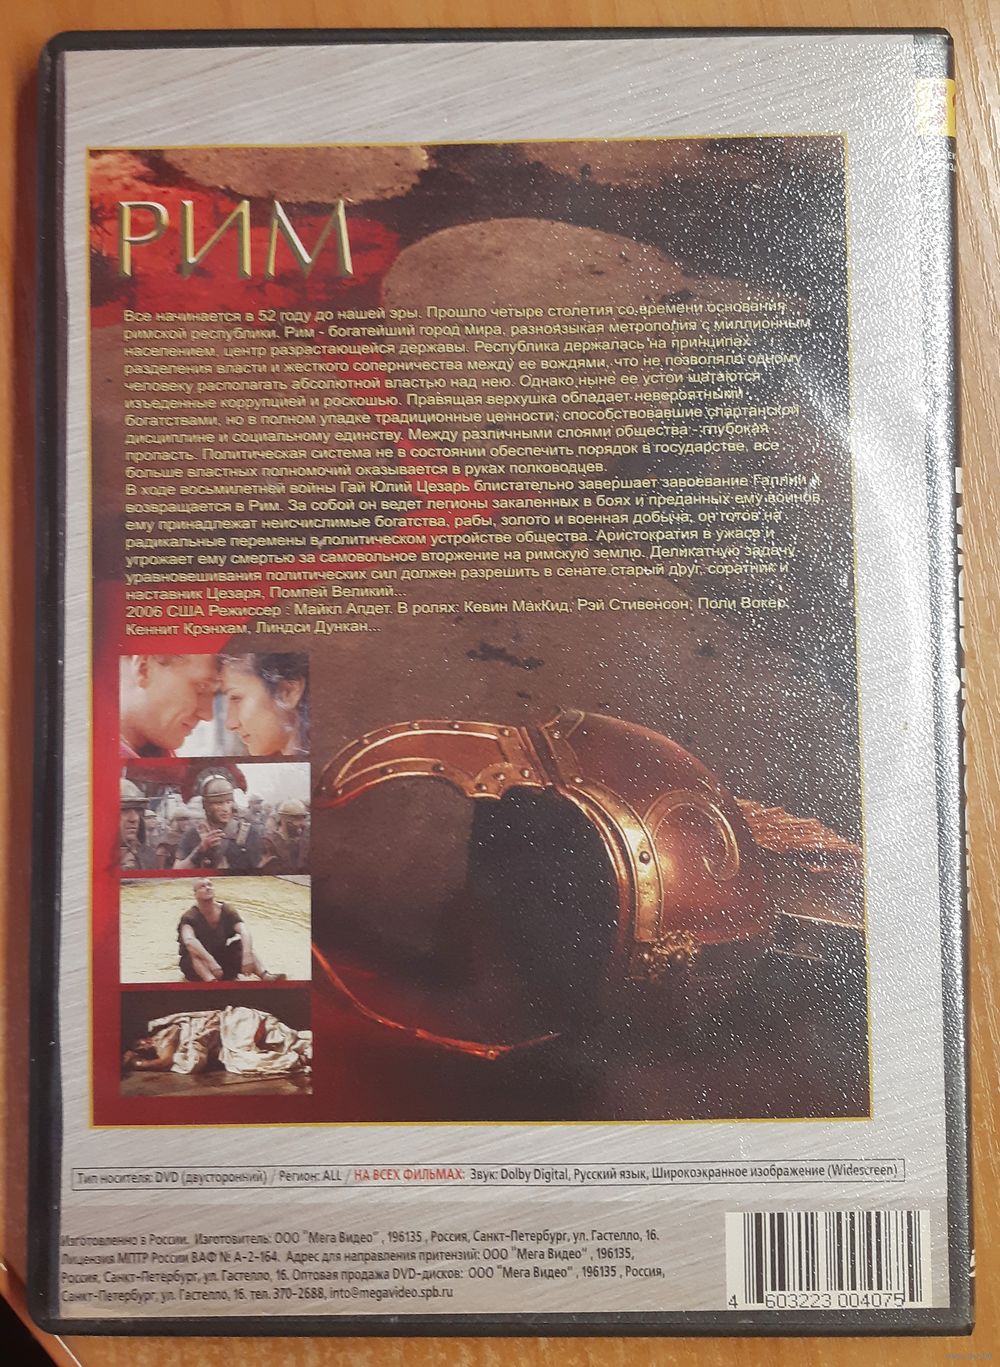 РИМ
Все начинается в 52 году до нашей эры. Прошло четыре столетия со времени основания
римской республики. Рим - богатейший город мира, разноязыкая метрополия с миллионным
населением, центр разрастающейся державы. Республика держалась на принципах
разделения власти и жесткого соперничества между ее вождями, что не позволяло одному
человеку располагать абсолютной властью над нею. Однако ныне ее устои шатаются,
изъеденные коррупцией и роскошью. Правящая верхушка обладает невероятными
богатствами, но в полном упадке традиционные ценности, способствовавшие спартанской
дисциплине и социальному единству. Между различными слоями общества - глубокая
пропасть. Политическая система не в состоянии обеспечить порядок в государстве, все
больше властных полномочий оказывается в руках полководцев.
В ходе восьмилетней войны Гай Юлий Цезарь блистательно завершает завоевание Галлии и
возвращается в Рим. За собой он ведет легионы закаленных в боях и преданных ему воинов,
ему принадлежат неисчислимые богатства, рабы, золото и военная добыча, он готов на
радикальные перемены в политическом устройстве общества. Аристократия в ужасе и
угрожает ему смертью за самовольное вторжение на римскую землю. Деликатную задачу
уравновешивания политических сил должен разрешить в сенате старый друг, соратник и
наставник Цезаря, Помпей Великий...
2006 США Режиссер : Майкл Аптет. В ролях: Кевин МакКид, Рэй Стивенсон, Поли Вокер,
Кеннит Крэнхам, Линдси Дункан...
Тип носителя: DVD (двусторонний) / Регион: ALL / НА ВСЕХ ФИЛЬМАХ: Звук: Dolby Digital, Русский язык, Широкоэкранное изображение (Widescreen)
Изготовленно в России. Изготовитель: ООО "Мега Видео" , 196135 , Россия, Санкт-Петербург, ул. Гастелло, 16.
Лицензия МПТР России ВАФ № А-2-164. Адрес для направления притензий: ООО "Мега Видео" , 196135,
Россия, Санкт-Петербург, ул. Гастелло, 16. Оптовая продажа DVD-дисков: ООО "Мега Видео" , 196135 , Россия,
Санкт-Петербург, ул. Гастелло, 16. тел. 370-2688, into@megavideo.spb.ru
4 603223 004075